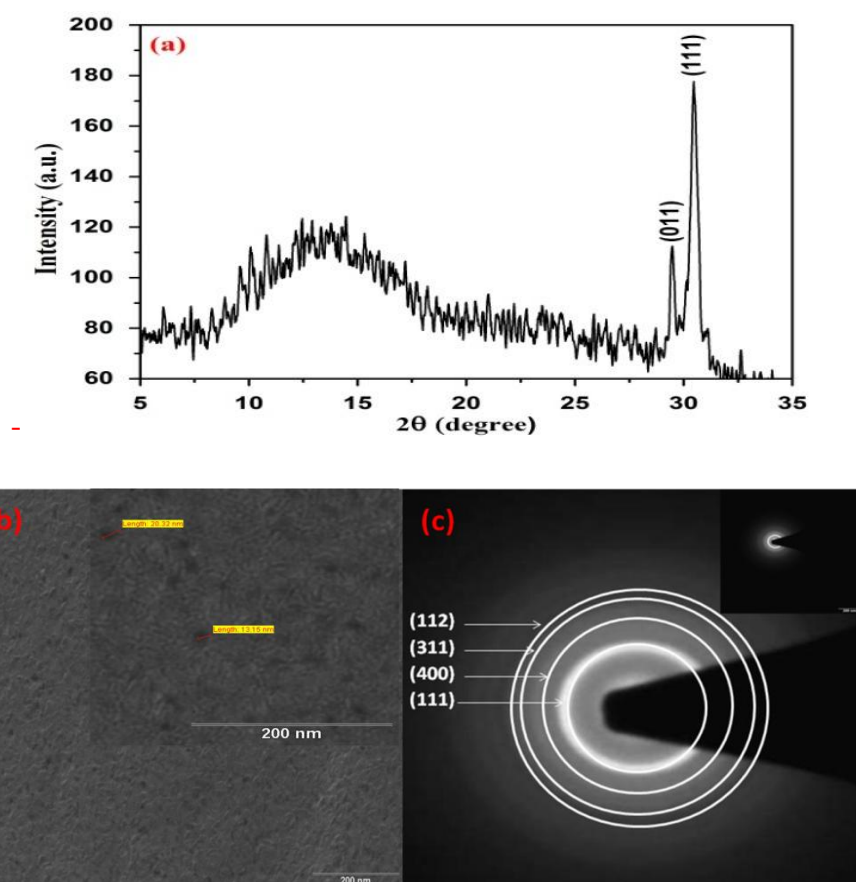 (a)
200
180
160
140
120
100
80
60
Intensity (a.u.)
(011)
(111)
5 10 15 20 25 30 35
2θ (degree)
b)
Length: 20.32 nm
Length: 13.15 nm
200 nm
200 nm
(c)
(112)
(311)
(400)
(111)